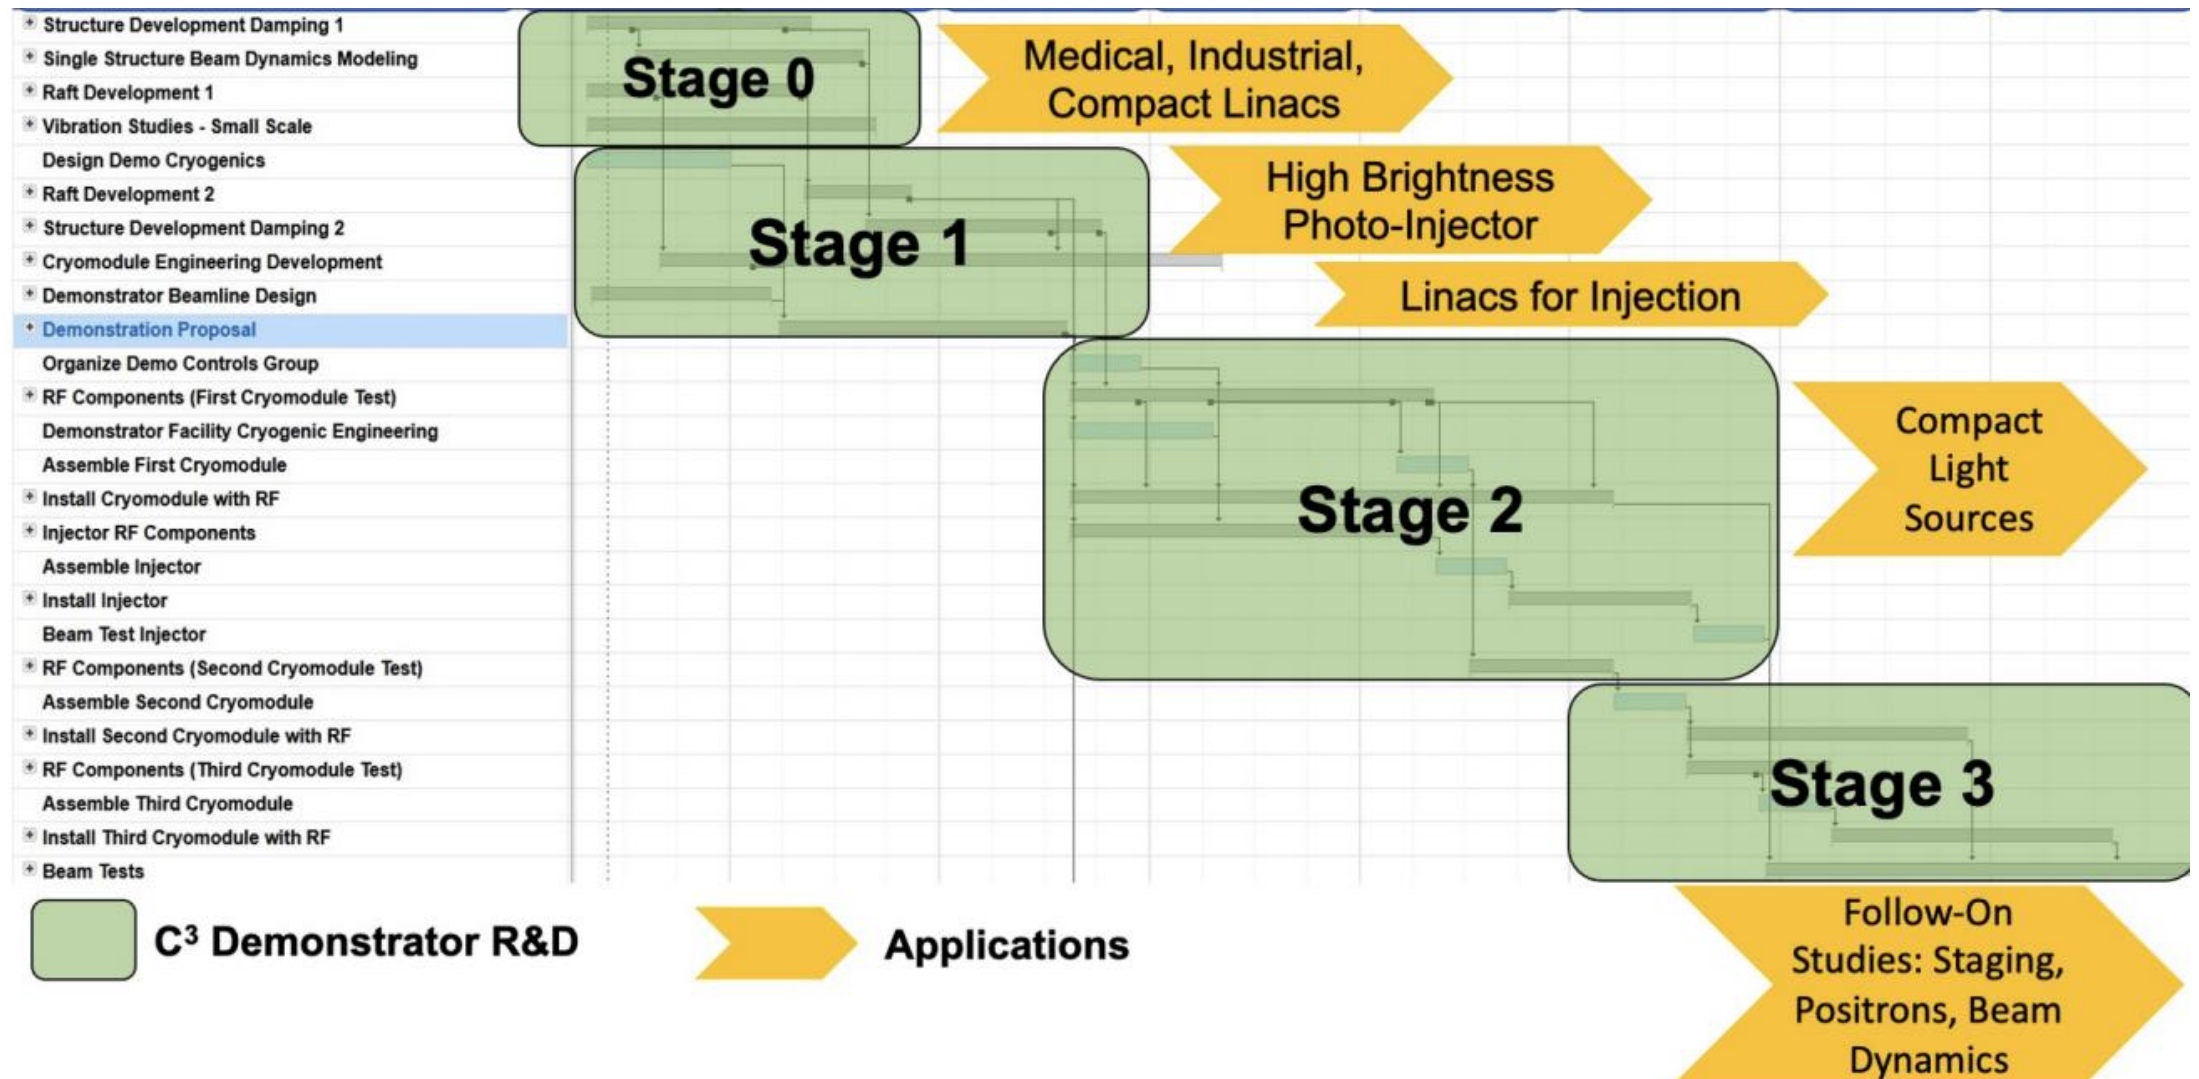 Structure Development Damping 1
Single Structure Beam Dynamics Modeling
Raft Development 1
Vibration Studies - Small Scale
Design Demo Cryogenics
Raft Development 2
Structure Development Damping 2
Cryomodule Engineering Development
Demonstrator Beamline Design
Demonstration Proposal
Organize Demo Controls Group
RF Components (First Cryomodule Test)
Demonstrator Facility Cryogenic Engineering
Assemble First Cryomodule
Install Cryomodule with RF
Injector RF Components
Assemble Injector
Install Injector
Beam Test Injector
RF Components (Second Cryomodule Test)
Assemble Second Cryomodule
Install Second Cryomodule with RF
RF Components (Third Cryomodule Test)
Assemble Third Cryomodule
Install Third Cryomodule with RF
Beam Tests
Stage 0
Medical, Industrial,
Compact Linacs
Stage 1
High Brightness
Photo-Injector
Linacs for Injection
Stage 2
Compact
Light
Sources
Stage 3
Follow-On
Studies: Staging,
Positrons, Beam
Dynamics
C³ Demonstrator R&D
Applications